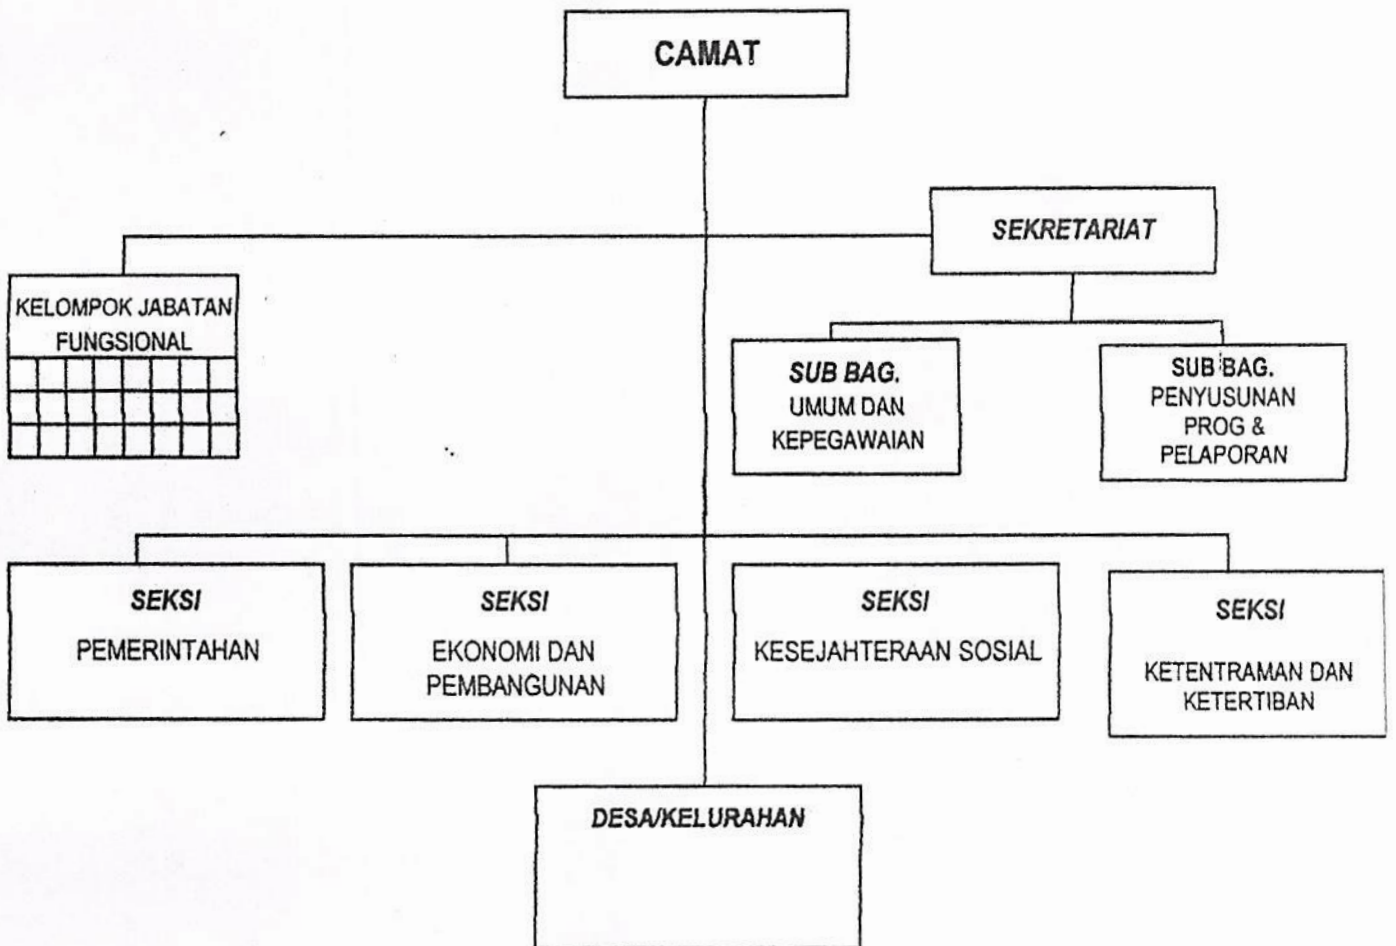 CAMAT
SEKRETARIAT
KELOMPOK JABATAN
FUNGSIONAL
SUB BAG.
UMUM DAN
KEPEGAWAIAN
SUB BAG.
PENYUSUNAN
PROG &
PELAPORAN
SEKSI
PEMERINTAHAN
SEKSI
EKONOMI DAN
PEMBANGUNAN
SEKSI
KESEJAHTERAAN SOSIAL
SEKSI
KETENTRAMAN DAN
KETERTIBAN
DESA/KELURAHAN